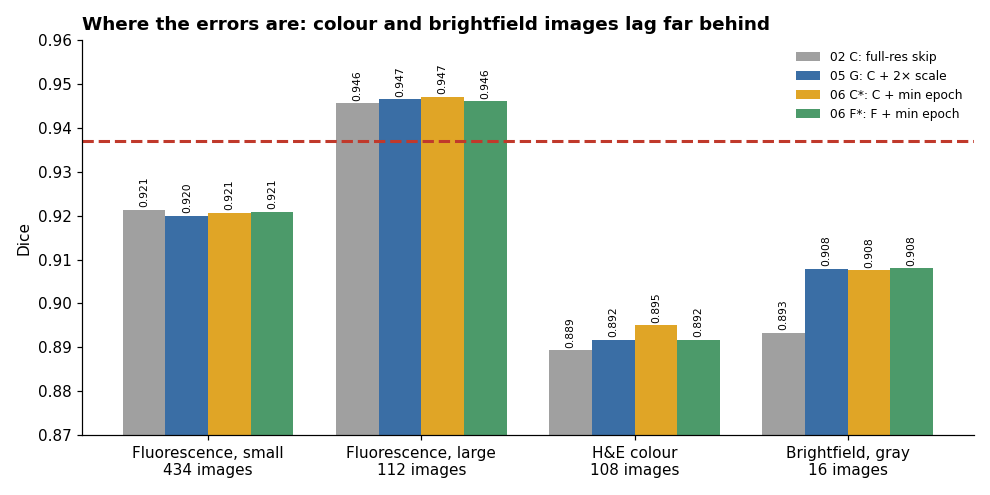 Where the errors are: colour and brightfield images lag far behind
0.96
0.95
0.94
0.93
0.92
0.91
0.90
0.89
0.88
0.87
Dice
02 C: full-res skip
05 G: C + 2× scale
06 C*: C + min epoch
06 F*: F + min epoch
0.921
0.920
0.921
0.921
0.946
0.947
0.947
0.946
0.889
0.892
0.895
0.892
0.893
0.908
0.908
0.908
Fluorescence, small
434 images
Fluorescence, large
112 images
H&E colour
108 images
Brightfield, gray
16 images